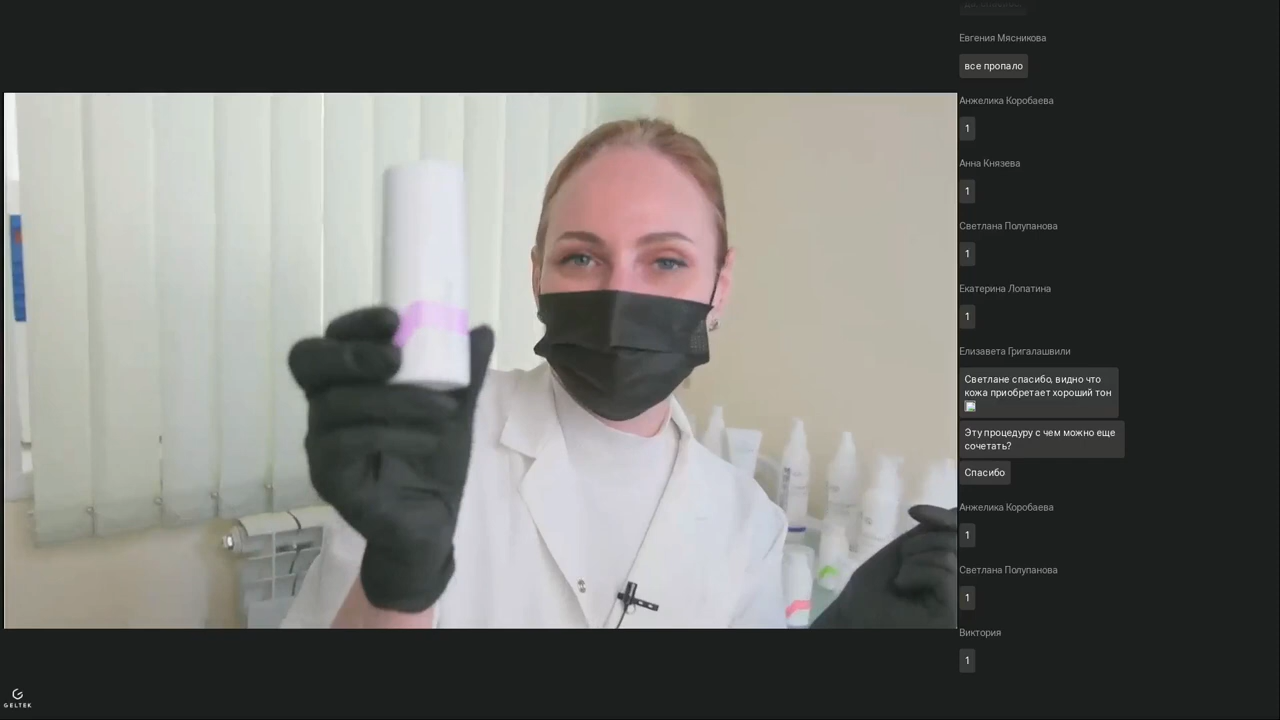 Евгения Мясникова
все пропало
Анжелика Коробаева
1
Анна Князева
1
Светлана Полупанова
1
Екатерина Лопатина
1
Елизавета Григалашвили
Светлане спасибо, видно что
кожа приобретает хороший тон
Эту процедуру с чем можно еще
сочетать?
Спасибо
Анжелика Коробаева
1
Светлана Полупанова
1
Виктория
1
GELTEK